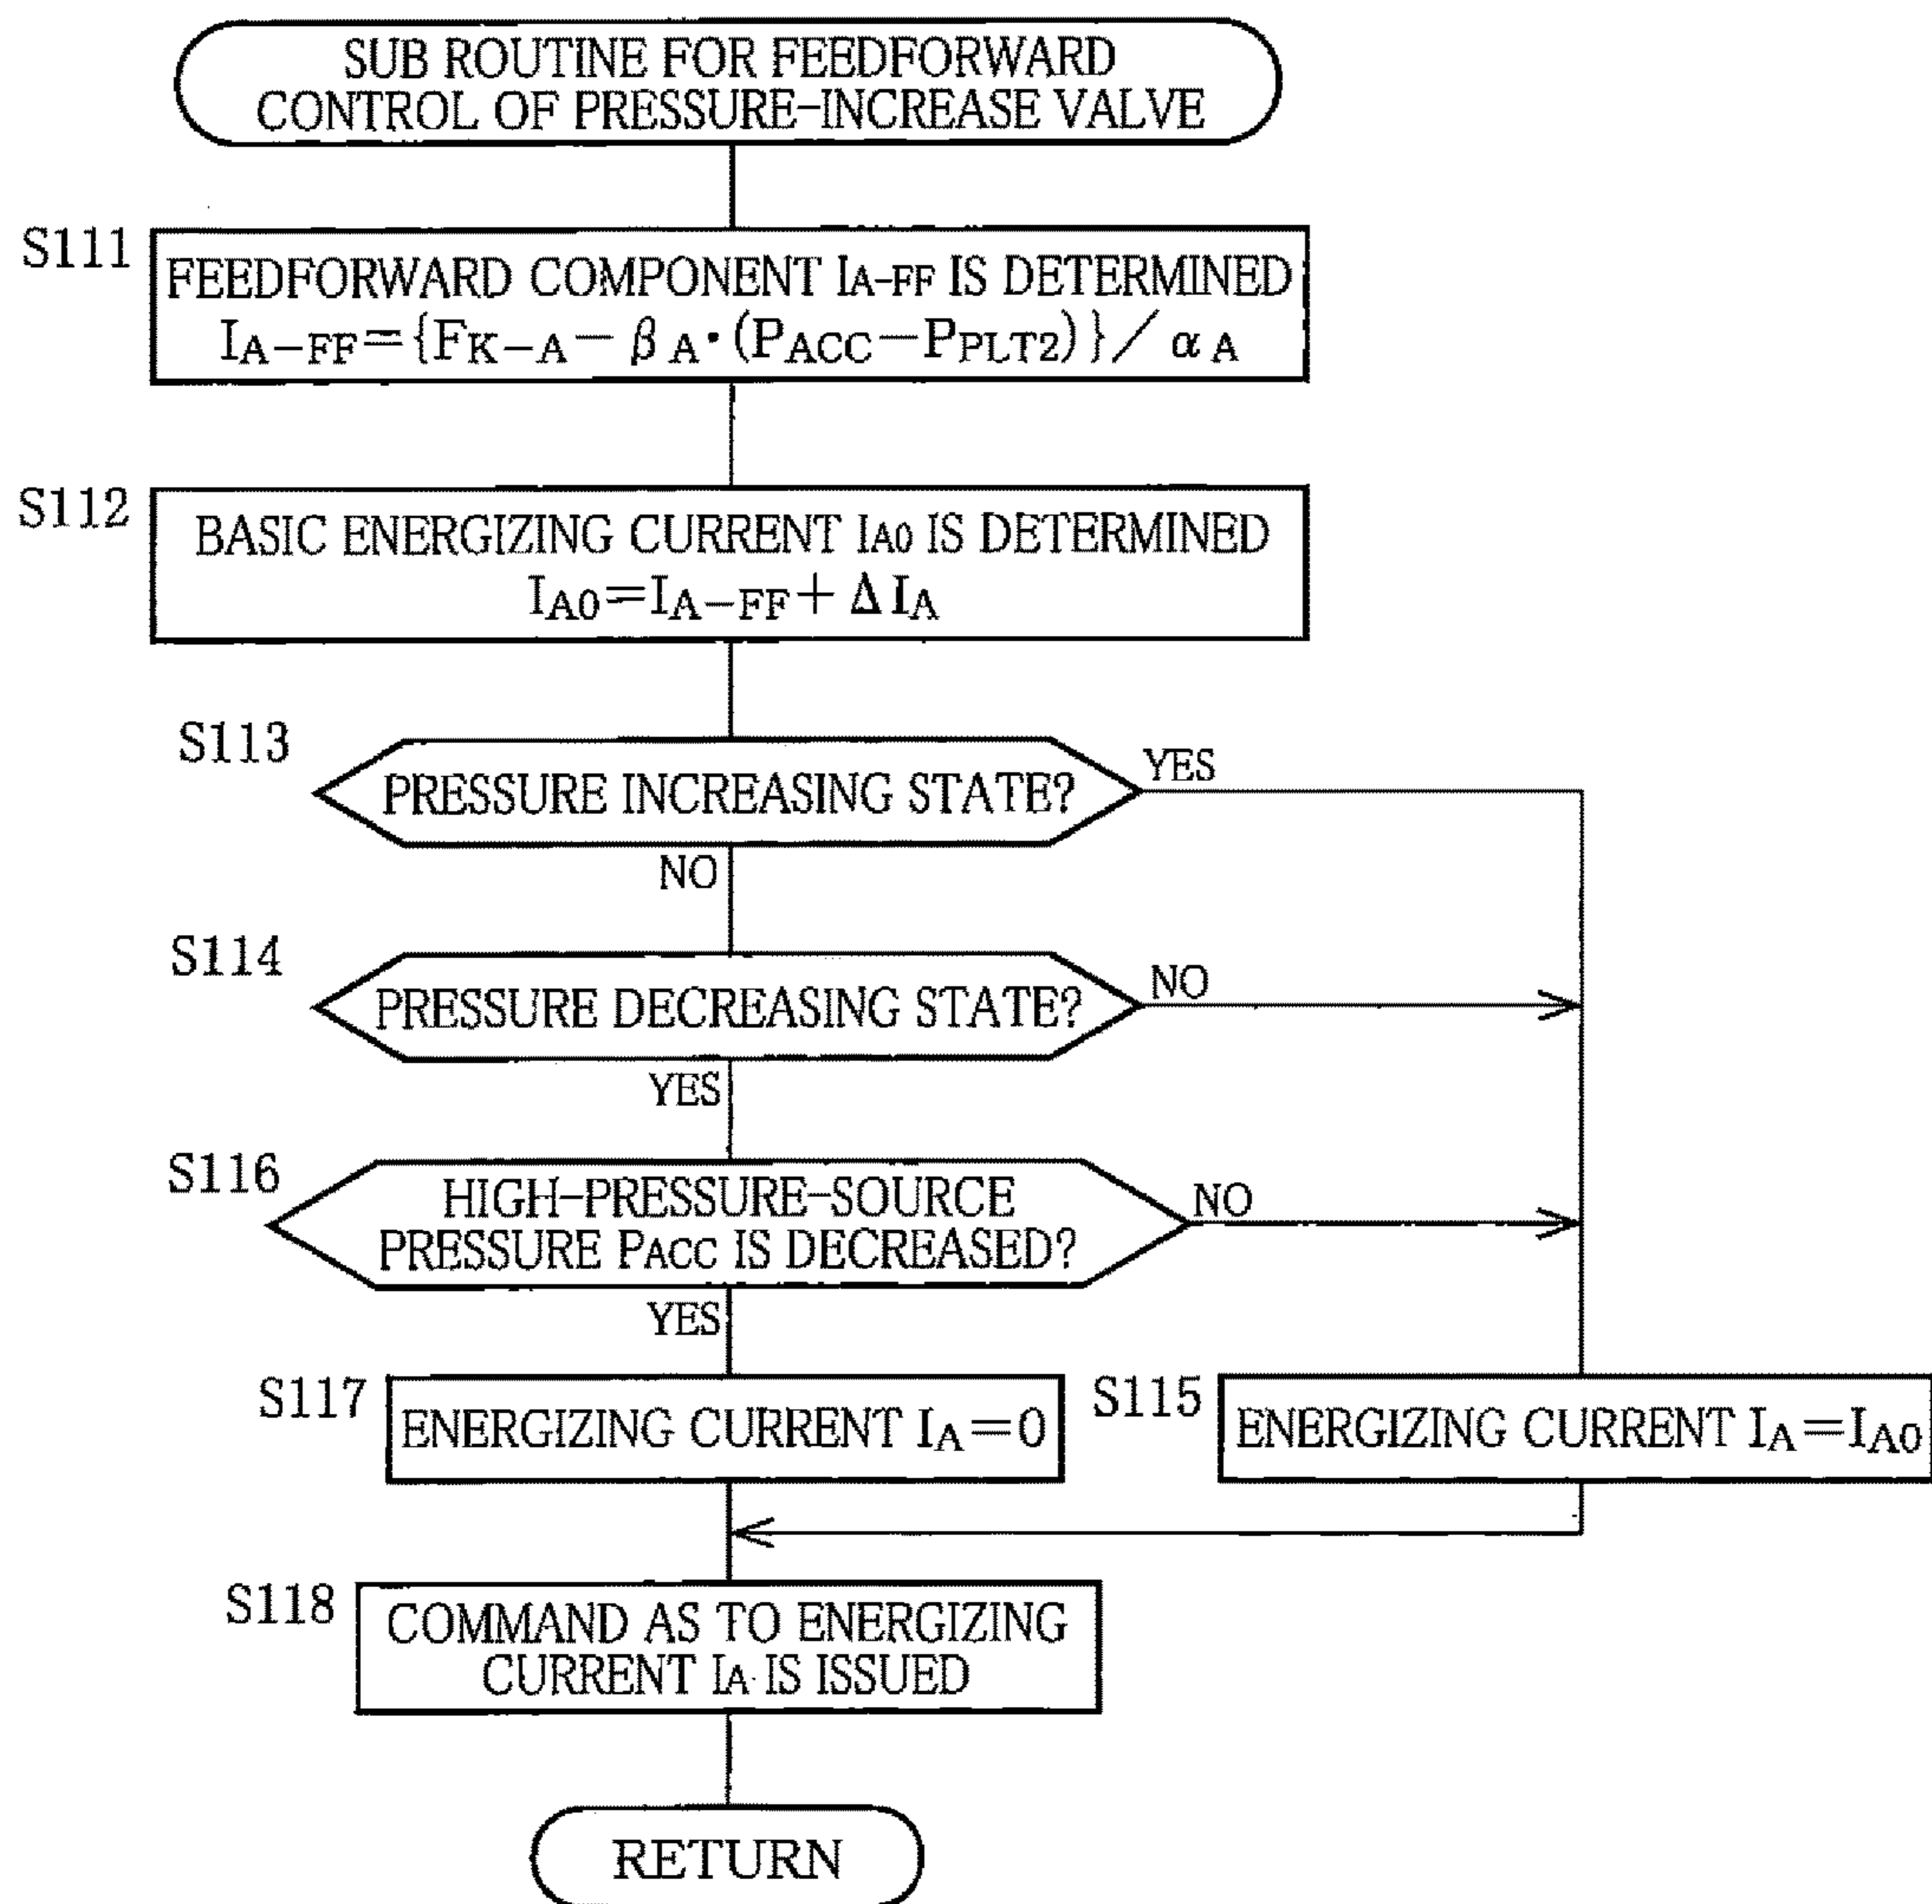 SUB ROUTINE FOR FEEDFORWARD
CONTROL OF PRESSURE-INCREASE VALVE
S111
FEEDFORWARD COMPONENT IA-FF IS DETERMINED
IA-FF={FK-A-βA・(PACC-PPLT2)}/αA
S112
BASIC ENERGIZING CURRENT IA0 IS DETERMINED
IA0=IA-FF+ΔIA
S113
PRESSURE INCREASING STATE?
YES
NO
S114
PRESSURE DECREASING STATE?
NO
YES
S116
HIGH-PRESSURE-SOURCE
PRESSURE PACC IS DECREASED?
NO
YES
S117
ENERGIZING CURRENT IA=0
S115
ENERGIZING CURRENT IA=IA0
S118
COMMAND AS TO ENERGIZING
CURRENT IA IS ISSUED
RETURN